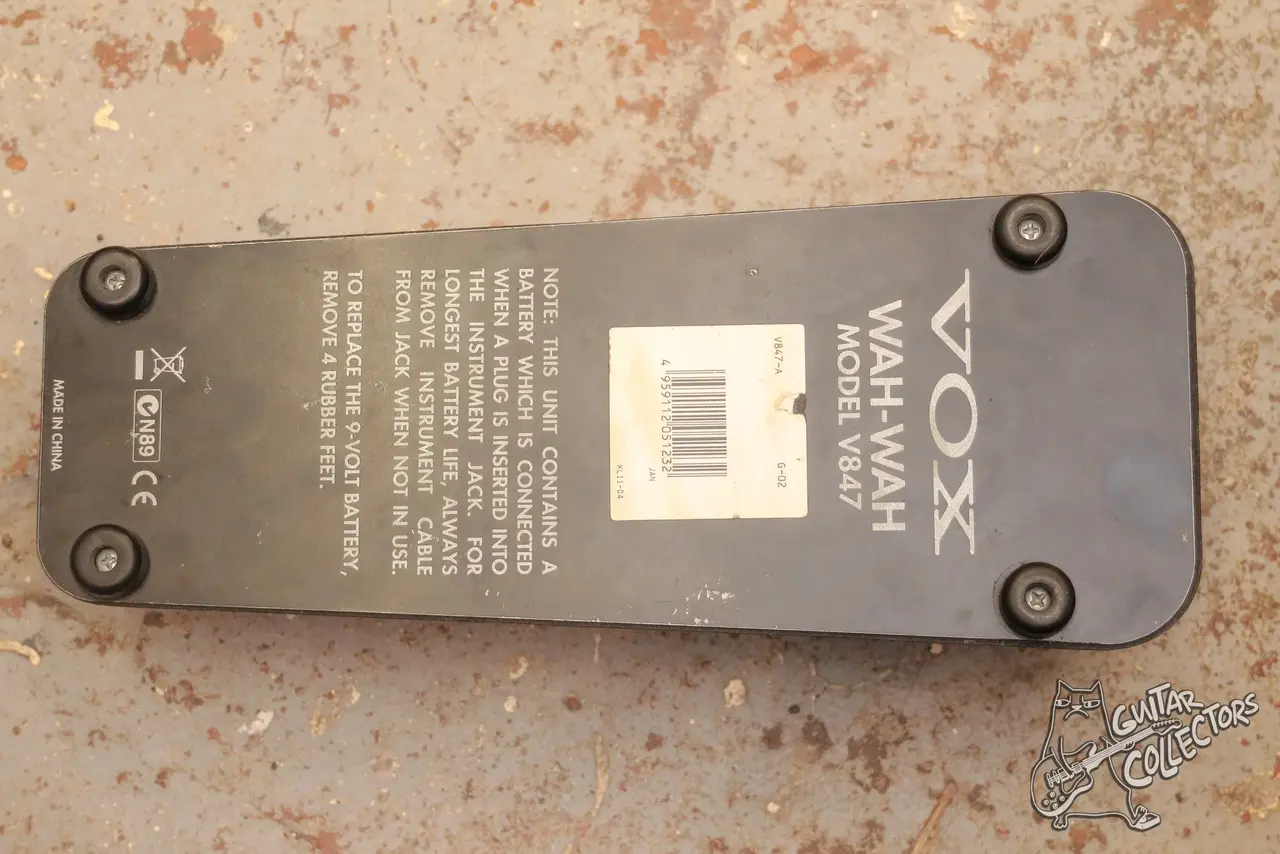 VOX
WAH-WAH
MODEL V847
V847-A
G-02
4 959112 051232
JAN
KL11-04
NOTE: THIS UNIT CONTAINS A
BATTERY WHICH IS CONNECTED
WHEN A PLUG IS INSERTED INTO
THE INSTRUMENT JACK. FOR
LONGEST BATTERY LIFE, ALWAYS
REMOVE INSTRUMENT CABLE
FROM JACK WHEN NOT IN USE.
TO REPLACE THE 9-VOLT BATTERY,
REMOVE 4 RUBBER FEET.
N89 CE
MADE IN CHINA
GUITAR
COLLECTORS